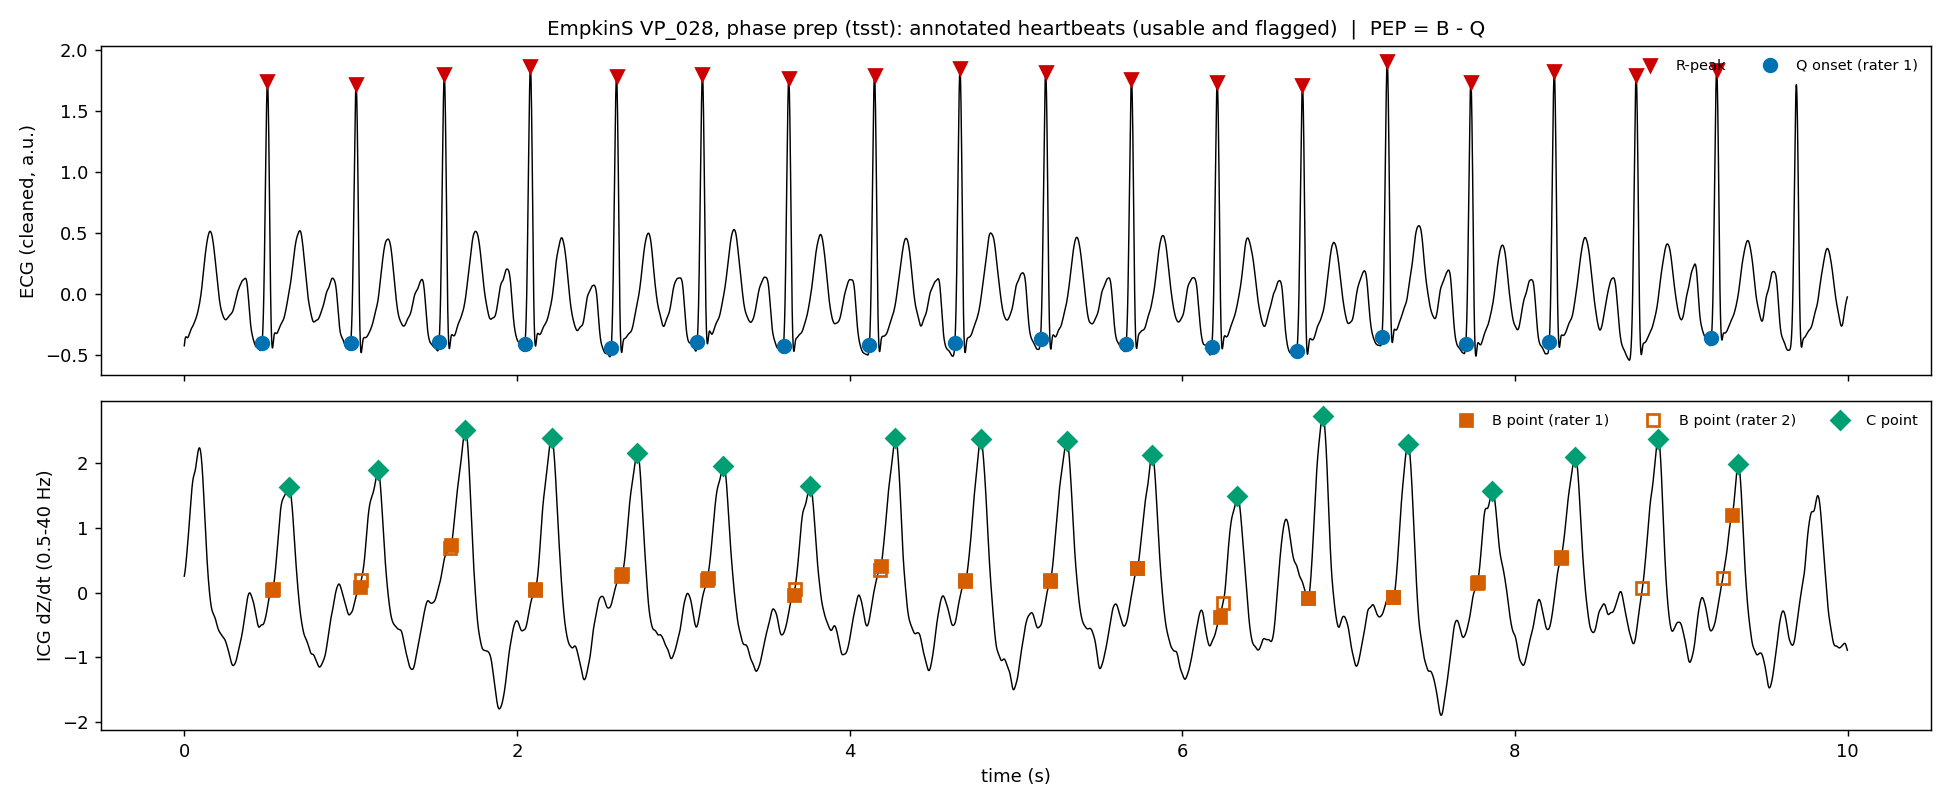 EmpkinS VP_028, phase prep (tsst): annotated heartbeats (usable and flagged)  |  PEP = B - Q
2.0
1.5
1.0
0.5
0.0
−0.5
ECG (cleaned, a.u.)
R-peak
Q onset (rater 1)
2
1
0
−1
−2
ICG dZ/dt (0.5-40 Hz)
B point (rater 1)
B point (rater 2)
C point
0
2
4
6
8
10
time (s)